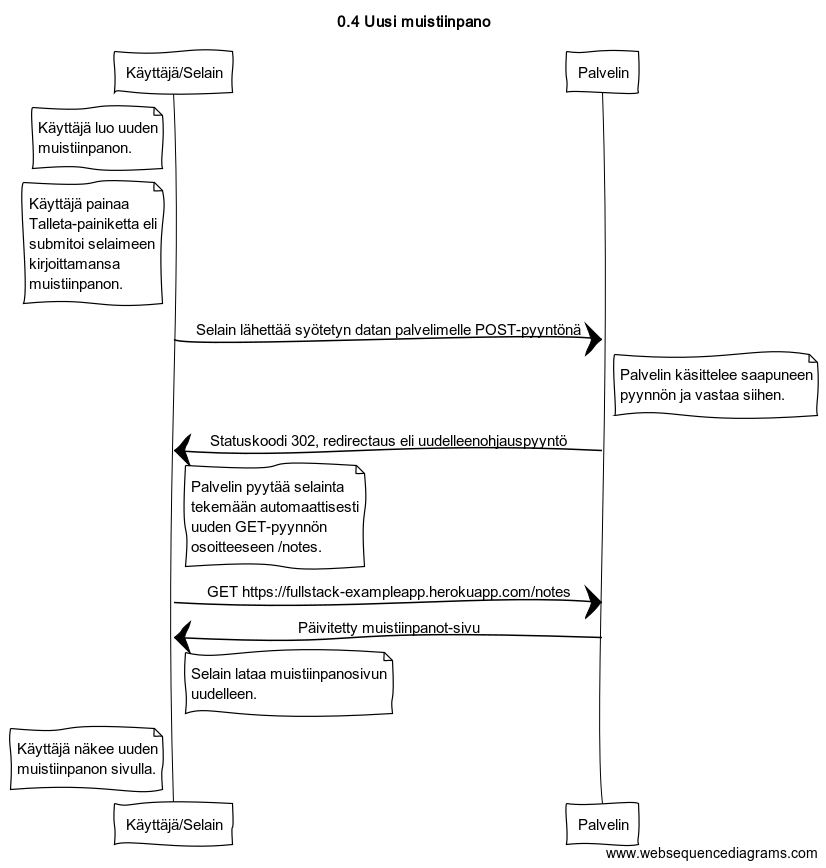 0.4 Uusi muistiinpano
Käyttäjä/Selain
Palvelin
Käyttäjä luo uuden
muistiinpanon.
Käyttäjä painaa
Talleta-painiketta eli
submitoi selaimeen
kirjoittamansa
muistiinpanon.
Selain lähettää syötetyn datan palvelimelle POST-pyyntönä
Palvelin käsittelee saapuneen
pyynnön ja vastaa siihen.
Statuskoodi 302, redirectaus eli uudelleenohjauspyyntö
Palvelin pyytää selainta
tekemään automaattisesti
uuden GET-pyynnön
osoitteeseen /notes.
GET https://fullstack-exampleapp.herokuapp.com/notes
Päivitetty muistiinpanot-sivu
Selain lataa muistiinpanosivun
uudelleen.
Käyttäjä näkee uuden
muistiinpanon sivulla.
Käyttäjä/Selain
Palvelin
www.websequencediagrams.com